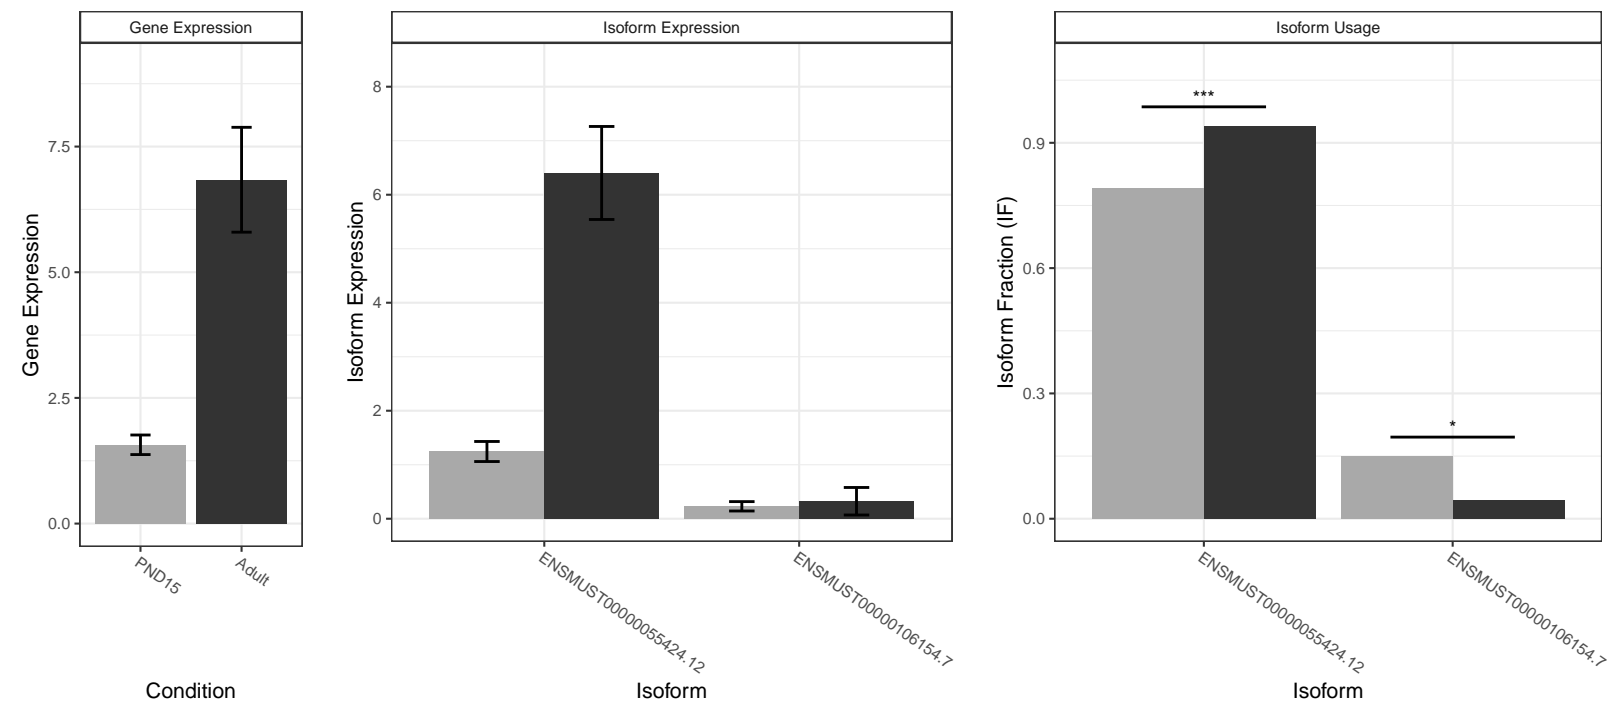 Gene Expression
Gene Expression
7.5
5.0
2.5
0.0
PND15
Adult
Condition
Isoform Expression
Isoform Expression
8
6
4
2
0
ENSMUST00000055424.12
ENSMUST00000106154.7
Isoform
Isoform Usage
Isoform Fraction (IF)
0.9
0.6
0.3
0.0
***
*
ENSMUST00000055424.12
ENSMUST00000106154.7
Isoform